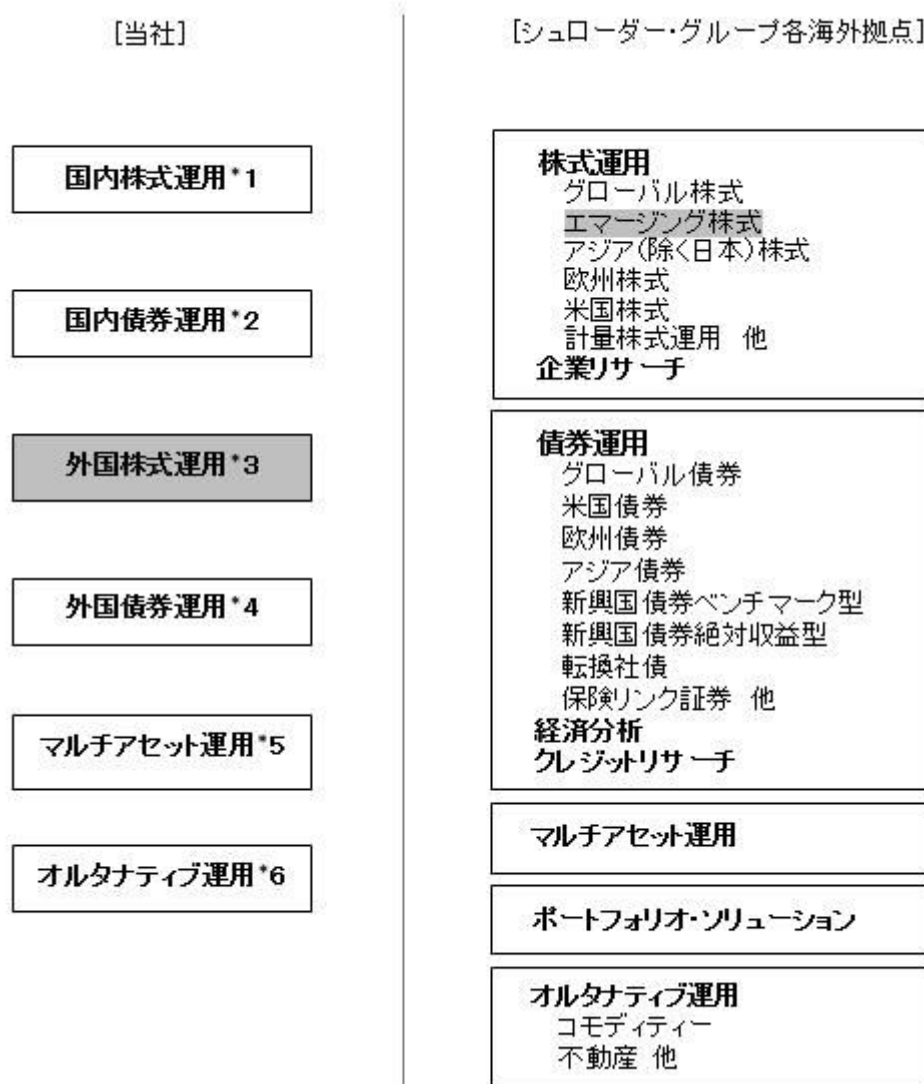 [当社]
国内株式運用*1
国内債券運用*2
外国株式運用*3
外国債券運用*4
マルチアセット運用*5
オルタナティブ運用*6
[シュローダー・グループ各海外拠点]
株式運用
グローバル株式
エマージング株式
アジア(除く日本)株式
欧州株式
米国株式
計量株式運用 他
企業リサーチ
債券運用
グローバル債券
米国債券
欧州債券
アジア債券
新興国債券ベンチマーク型
新興国債券絶対収益型
転換社債
保険リンク証券 他
経済分析
クレジットリサーチ
マルチアセット運用
ポートフォリオ・ソリューション
オルタナティブ運用
コモディティー
不動産 他